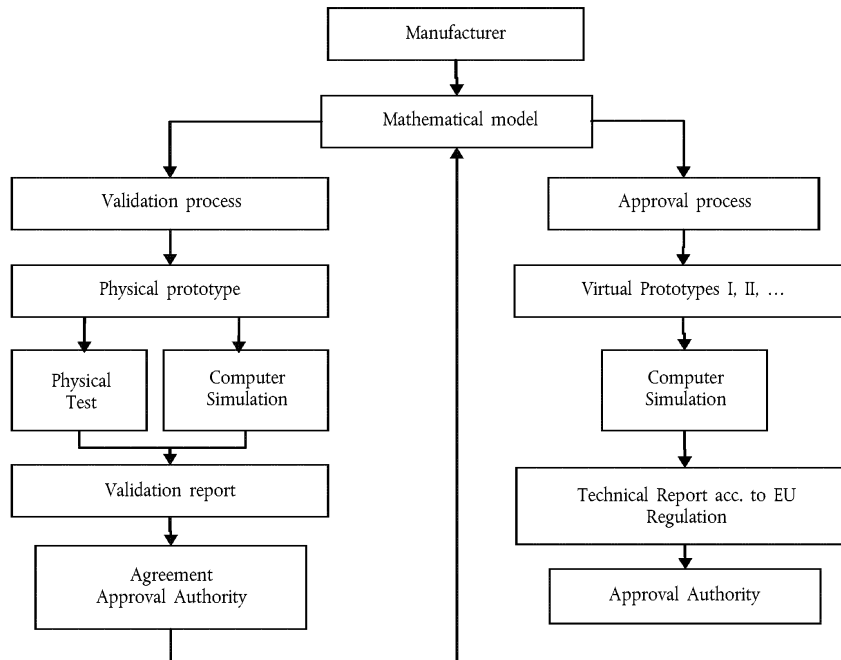 Manufacturer
Mathematical model
Validation process
Approval process
Physical prototype
Virtual Prototypes I, II, …
Physical
Test
Computer
Simulation
Computer
Simulation
Validation report
Technical Report acc. to EU
Regulation
Agreement
Approval Authority
Approval Authority